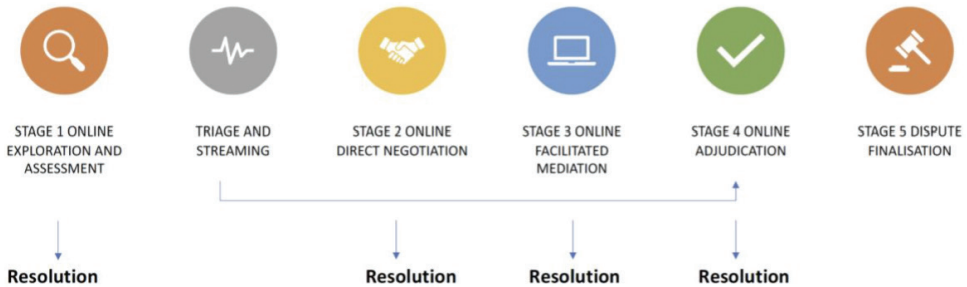 STAGE 1 ONLINE
EXPLORATION AND
ASSESSMENT
TRIAGE AND
STREAMING
STAGE 2 ONLINE
DIRECT NEGOTIATION
STAGE 3 ONLINE
FACILITATED
MEDIATION
STAGE 4 ONLINE
ADJUDICATION
STAGE 5 DISPUTE
FINALISATION
Resolution
Resolution
Resolution
Resolution